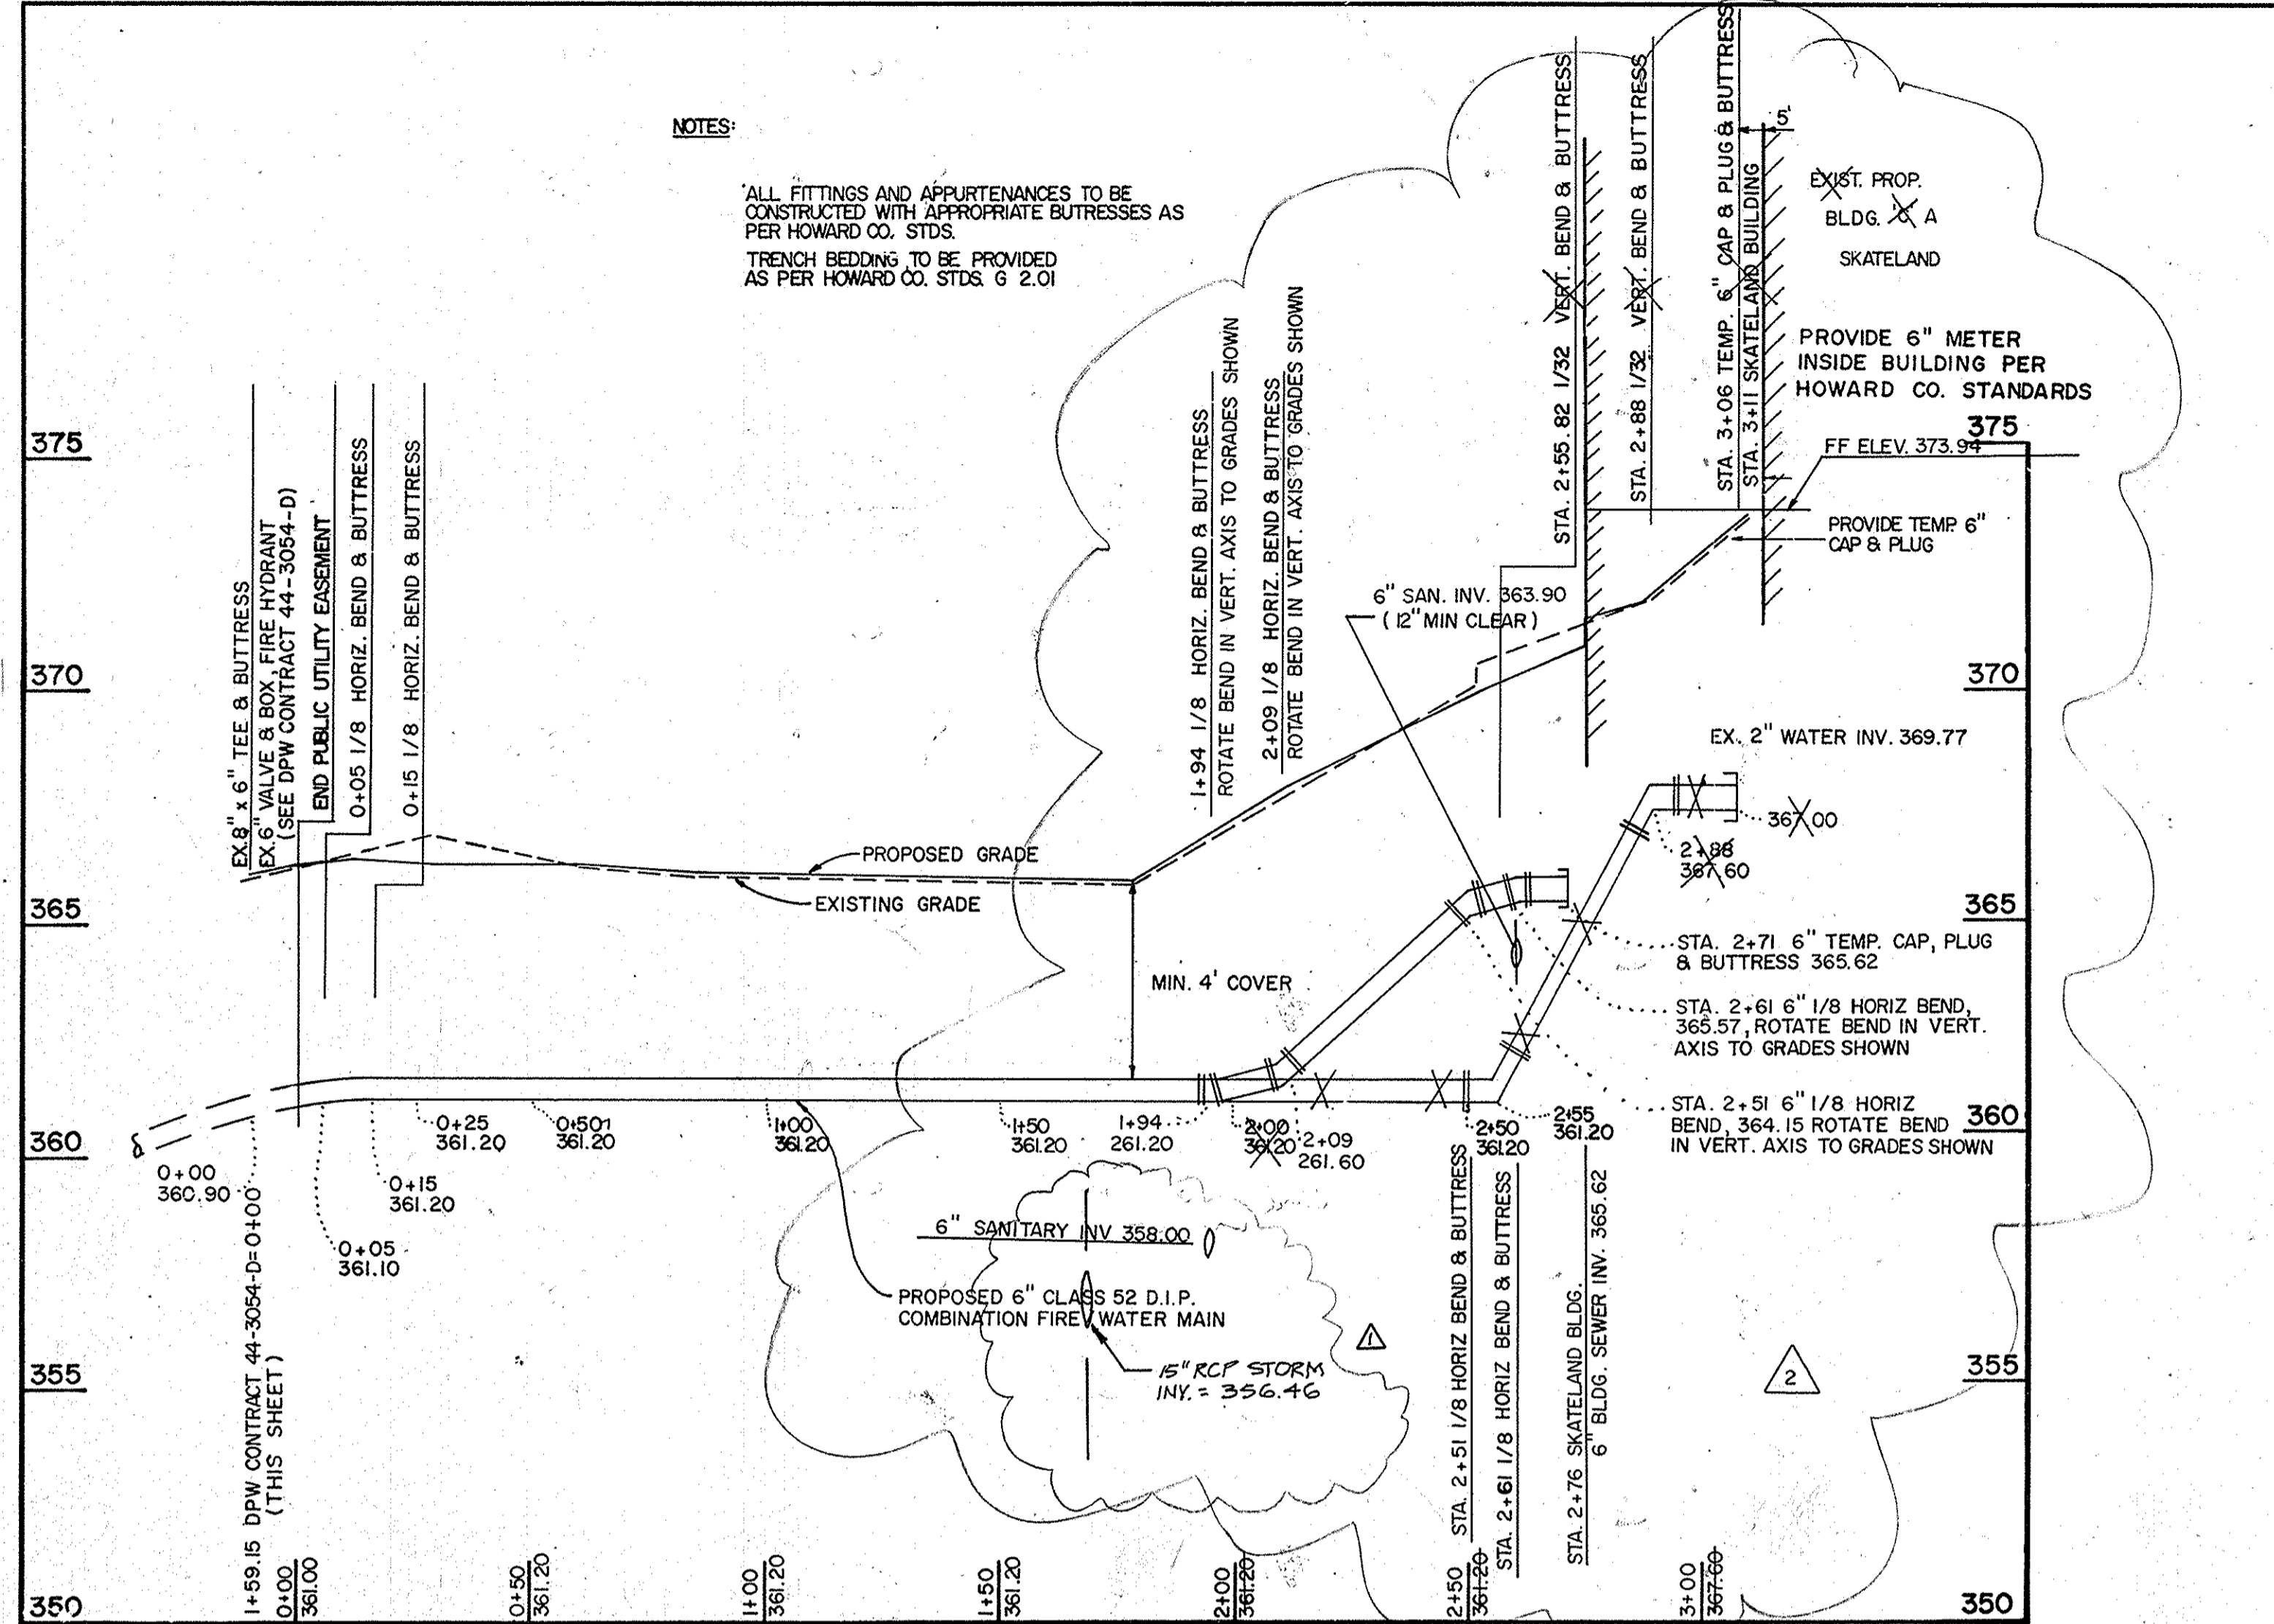 NOTES:
ALL FITTINGS AND APPURTENANCES TO BE
CONSTRUCTED WITH APPROPRIATE BUTRESSES AS
PER HOWARD CO. STDS.
TRENCH BEDDING TO BE PROVIDED
AS PER HOWARD CO. STDS. G 2.01
375
370
365
360
355
350
EX.8" x 6" TEE & BUTTRESS
EX.6" VALVE & BOX, FIRE HYDRANT
(SEE DPW CONTRACT 44-3054-D)
END PUBLIC UTILITY EASEMENT
0+05 1/8 HORIZ. BEND & BUTTRESS
0+15 1/8 HORIZ. BEND & BUTTRESS
1+94 1/8 HORIZ. BEND & BUTTRESS
ROTATE BEND IN VERT. AXIS TO GRADES SHOWN
2+09 1/8 HORIZ. BEND & BUTTRESS
ROTATE BEND IN VERT. AXIS TO GRADES SHOWN
STA. 2+55.82 1/32 VERT. BEND & BUTTRESS
STA. 2+88 1/32 VERT. BEND & BUTTRESS
STA. 3+06 TEMP. 6" CAP & PLUG & BUTTRESS
STA. 3+11 SKATELAND BUILDING
5'
EXIST. PROP.
BLDG. 'C' A
SKATELAND
PROVIDE 6" METER
INSIDE BUILDING PER
HOWARD CO. STANDARDS
375
FF ELEV. 373.94
PROVIDE TEMP. 6"
CAP & PLUG
6" SAN. INV. 363.90
(12" MIN CLEAR)
370
EX. 2" WATER INV. 369.77
367.00
2+88
367.60
PROPOSED GRADE
EXISTING GRADE
365
STA. 2+71 6" TEMP. CAP, PLUG
& BUTTRESS 365.62
MIN. 4' COVER
STA. 2+61 6" 1/8 HORIZ BEND,
365.57, ROTATE BEND IN VERT.
AXIS TO GRADES SHOWN
STA. 2+51 6" 1/8 HORIZ
BEND, 364.15 ROTATE BEND
IN VERT. AXIS TO GRADES SHOWN
360
0+00
360.90
0+05
361.10
0+15
361.20
0+25
361.20
0+50
361.20
1+00
361.20
1+50
361.20
1+94
261.20
2+00
361.20
2+09
261.60
2+50
361.20
2+55
361.20
6" SANITARY INV 358.00
PROPOSED 6" CLASS 52 D.I.P.
COMBINATION FIRE/WATER MAIN
15" RCP STORM
INV. = 356.46
1
2
355
350
1+59.15 DPW CONTRACT 44-3054-D=0+00
(THIS SHEET)
STA. 2+51 1/8 HORIZ BEND & BUTTRESS
STA. 2+61 1/8 HORIZ BEND & BUTTRESS
STA. 2+76 SKATELAND BLDG.
6" BLDG. SEWER INV. 365.62
0+00
361.00
0+50
361.20
1+00
361.20
1+50
361.20
2+00
361.20
2+50
361.20
3+00
367.60